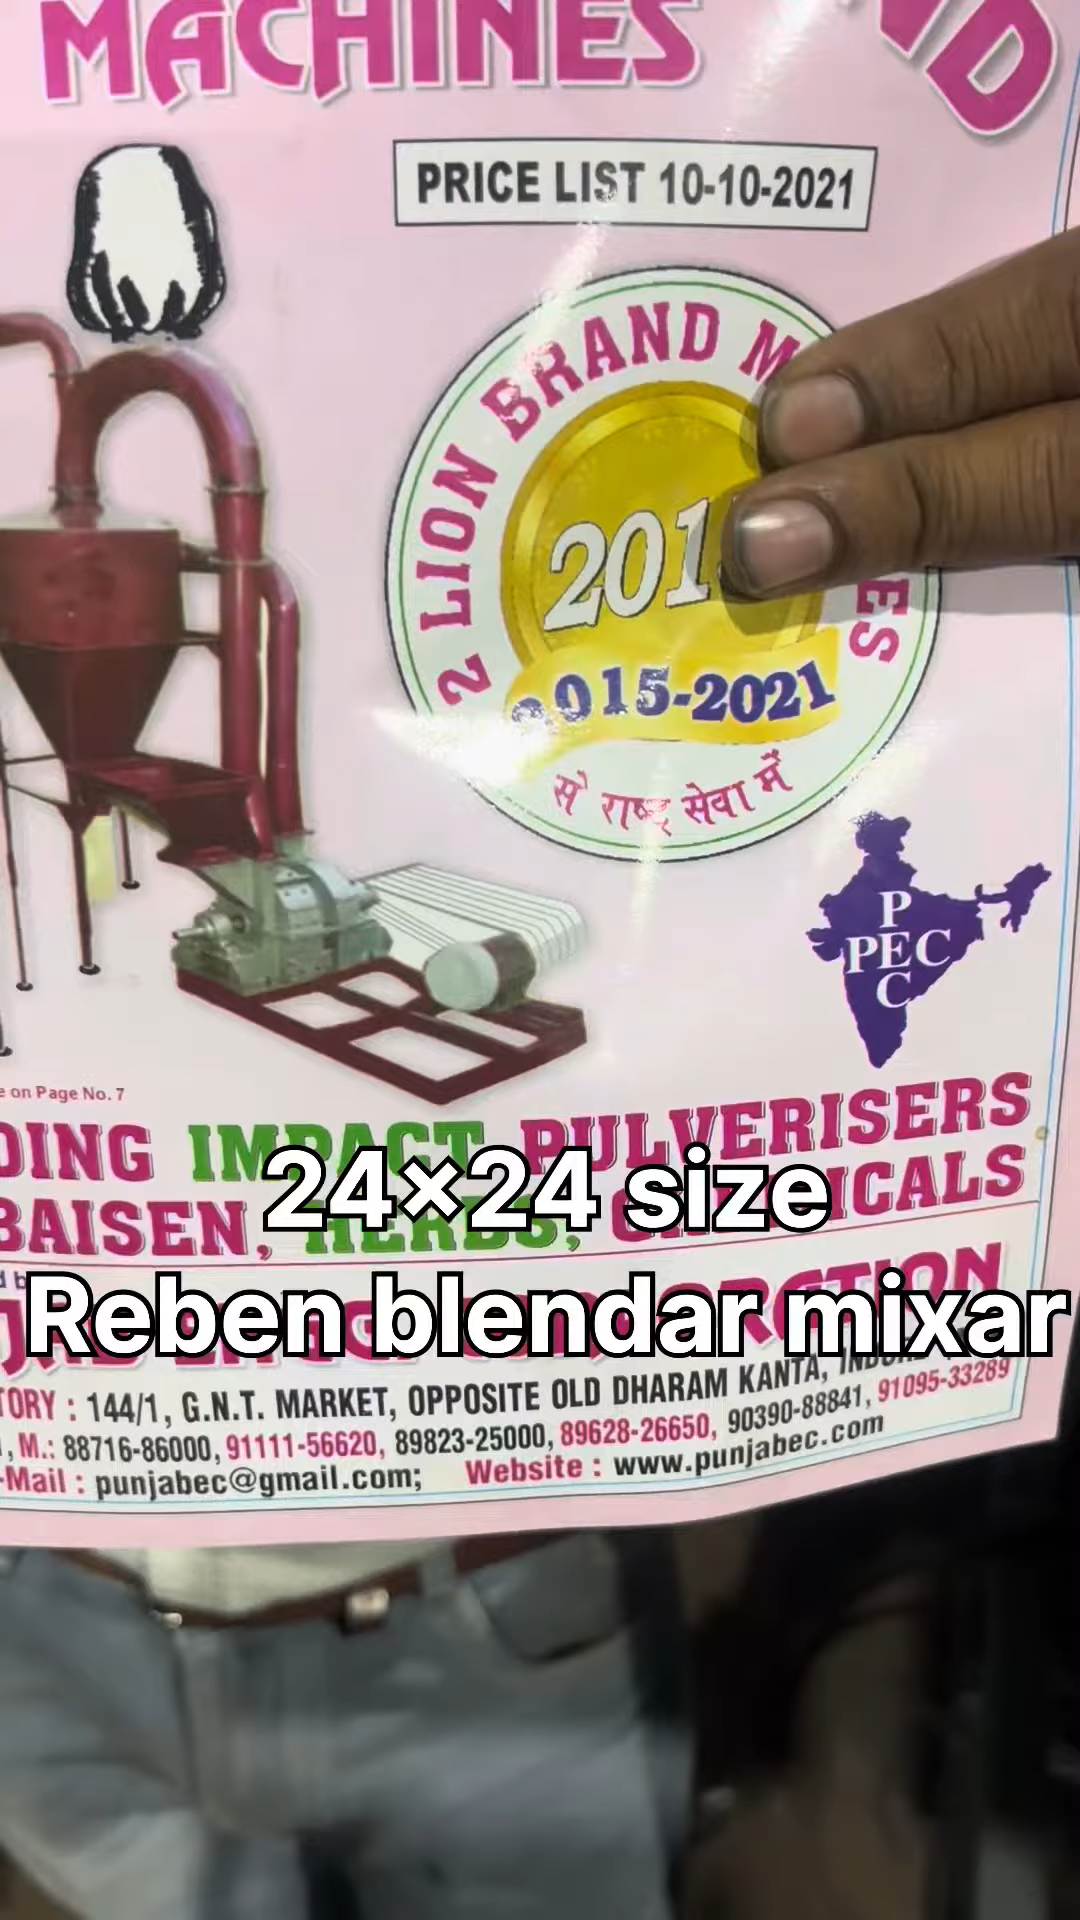 MACHINES
PRICE LIST 10-10-2021
2 LION BRAND
ES
201
2015-2021
से राष्ट्र सेवा में
P
PEC
C
e on Page No. 7
DING IMPACT PULVERISERS
BAISEN, HERBS, CHEMICALS
24×24 size
Reben blendar mixar
TORY : 144/1, G.N.T. MARKET, OPPOSITE OLD DHARAM KANTA,
, M.: 88716-86000, 91111-56620, 89823-25000, 89628-26650, 90390-88841, 91095-33289
-Mail : punjabec@gmail.com; Website : www.punjabec.com